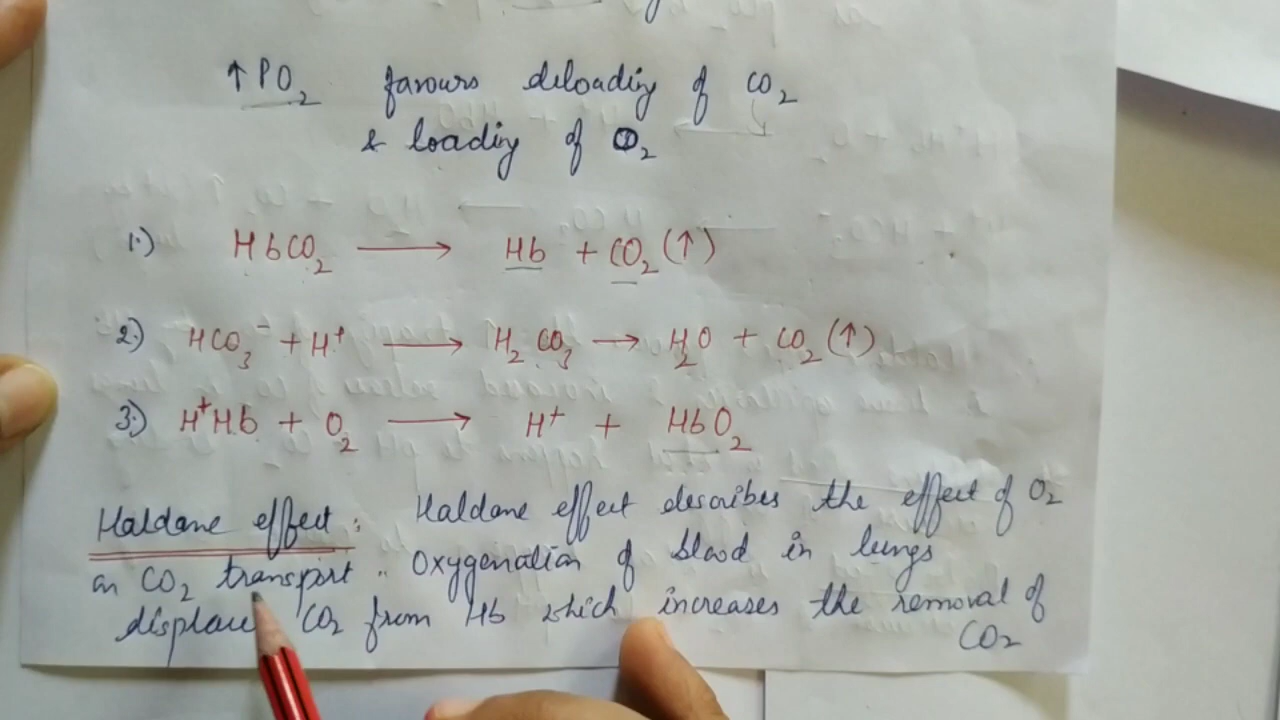 ↑PO₂ favours deloading of CO₂
& loading of O₂
1.) HbCO₂ ⟶ Hb + CO₂ (↑)
2.) HCO₃⁻ + H⁺ ⟶ H₂CO₃ ⟶ H₂O + CO₂ (↑)
3.) H⁺Hb + O₂ ⟶ H⁺ + HbO₂
Haldane effect : Haldane effect describes the effect of O₂
on CO₂ transport. Oxygenation of blood in lungs
displace CO₂ from Hb which increases the removal of
CO₂